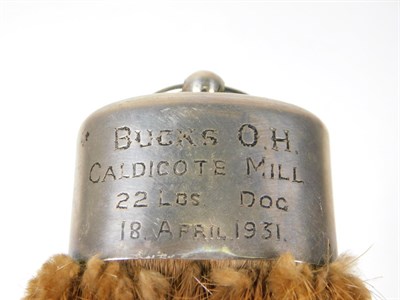 BUCKS O.H.
CALDICOTE MILL
22 LBS DOG
18. APRIL 1931.